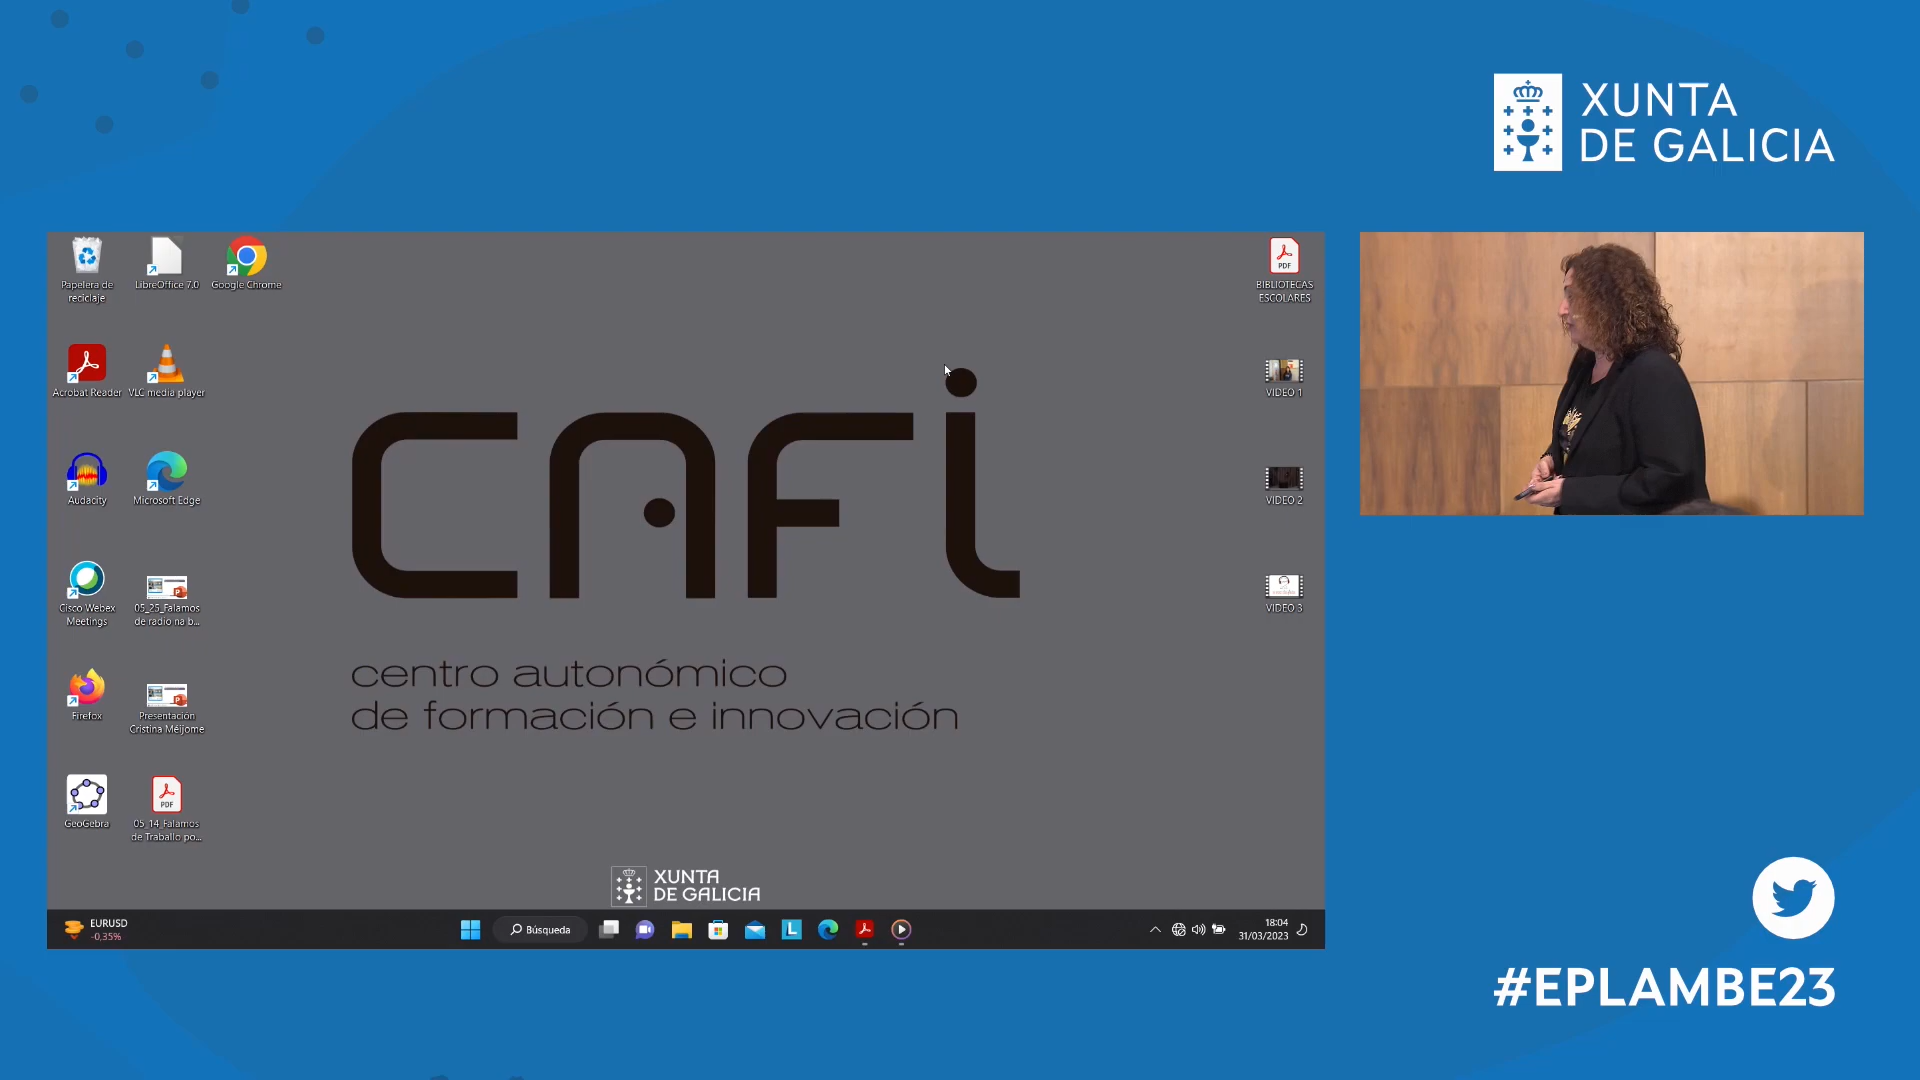 XUNTA
DE GALICIA
Papelera de
reciclaje
LibreOffice 7.0
Google Chrome
BIBLIOTECAS
ESCOLARES
Acrobat Reader
VLC media player
VIDEO 1
Audacity
Microsoft Edge
VIDEO 2
Cisco Webex
Meetings
05_25_Falamos
de radio na b...
VIDEO 3
Firefox
Presentación
Cristina Méijome
GeoGebra
PDF
05_14_Falamos
de Traballo po...
PDF
CAFi
centro autonómico
de formación e innovación
XUNTA
DE GALICIA
EURUSD
-0,35%
Búsqueda
L
18:04
31/03/2023
#EPLAMBE23